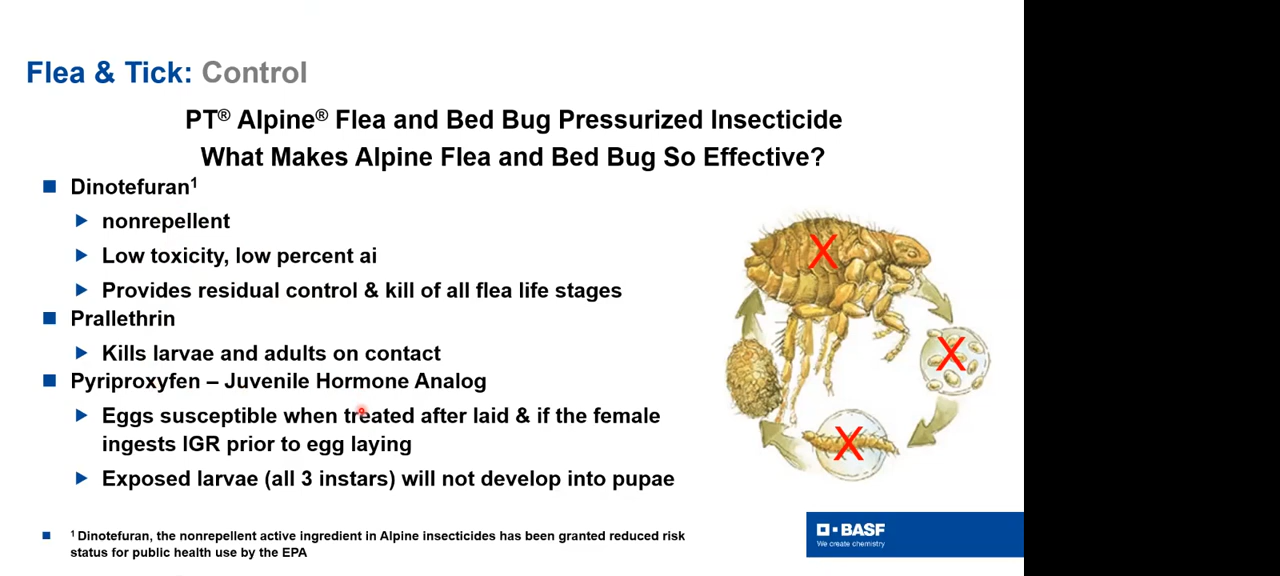 Flea & Tick: Control
PT® Alpine® Flea and Bed Bug Pressurized Insecticide
What Makes Alpine Flea and Bed Bug So Effective?
Dinotefuran¹
nonrepellent
Low toxicity, low percent ai
Provides residual control & kill of all flea life stages
Prallethrin
Kills larvae and adults on contact
Pyriproxyfen – Juvenile Hormone Analog
Eggs susceptible when treated after laid & if the female
ingests IGR prior to egg laying
Exposed larvae (all 3 instars) will not develop into pupae
X
X
X
¹ Dinotefuran, the nonrepellent active ingredient in Alpine insecticides has been granted reduced risk
status for public health use by the EPA
BASF
We create chemistry